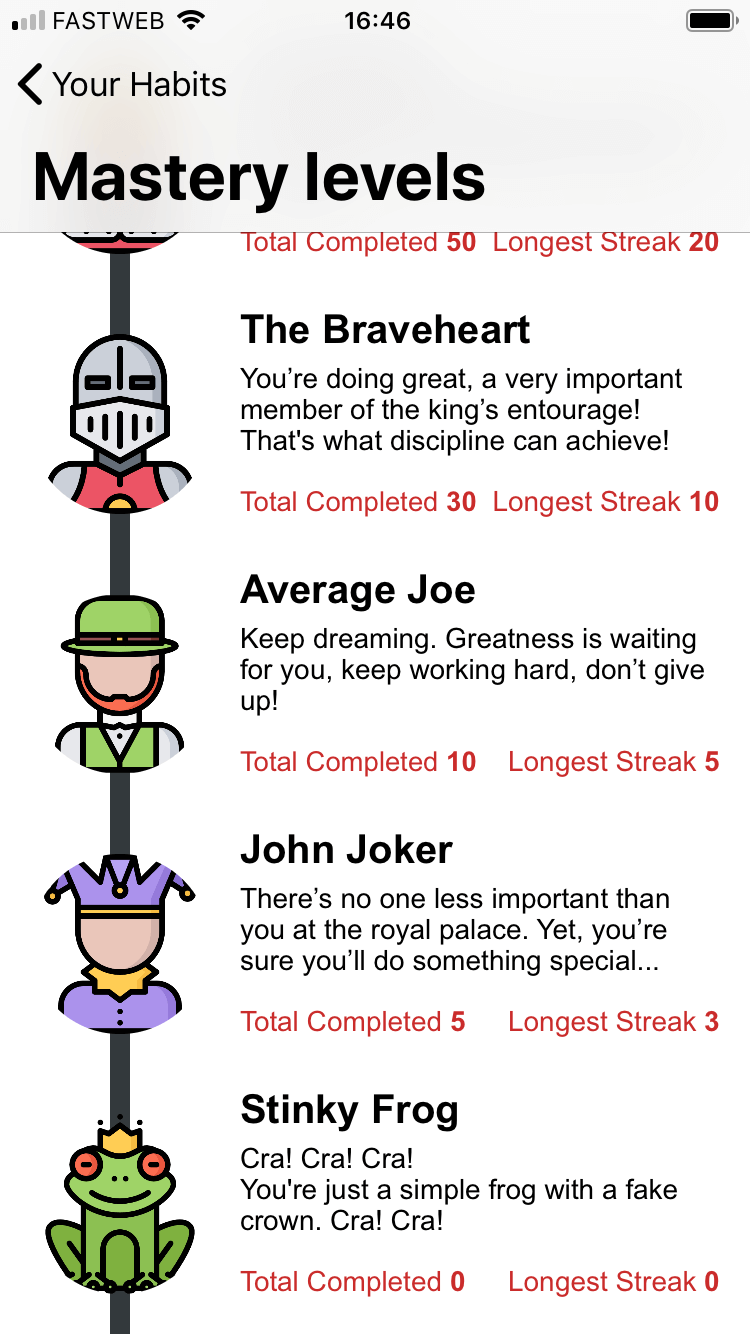 FASTWEB 16:46
Your Habits
Mastery levels
Total Completed 50 Longest Streak 20
The Braveheart
You’re doing great, a very important
member of the king’s entourage!
That's what discipline can achieve!
Total Completed 30 Longest Streak 10
Average Joe
Keep dreaming. Greatness is waiting
for you, keep working hard, don’t give
up!
Total Completed 10 Longest Streak 5
John Joker
There’s no one less important than
you at the royal palace. Yet, you’re
sure you’ll do something special...
Total Completed 5 Longest Streak 3
Stinky Frog
Cra! Cra! Cra!
You're just a simple frog with a fake
crown. Cra! Cra!
Total Completed 0 Longest Streak 0